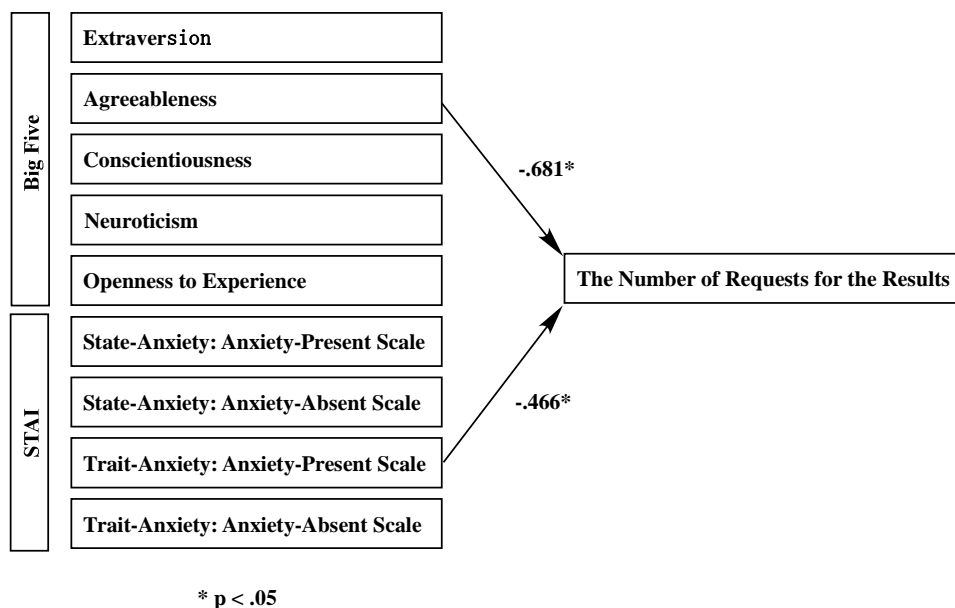 Big Five
Extraversion
Agreeableness
Conscientiousness
Neuroticism
Openness to Experience
STAI
State-Anxiety: Anxiety-Present Scale
State-Anxiety: Anxiety-Absent Scale
Trait-Anxiety: Anxiety-Present Scale
Trait-Anxiety: Anxiety-Absent Scale
-.681*
-.466*
The Number of Requests for the Results
* p < .05